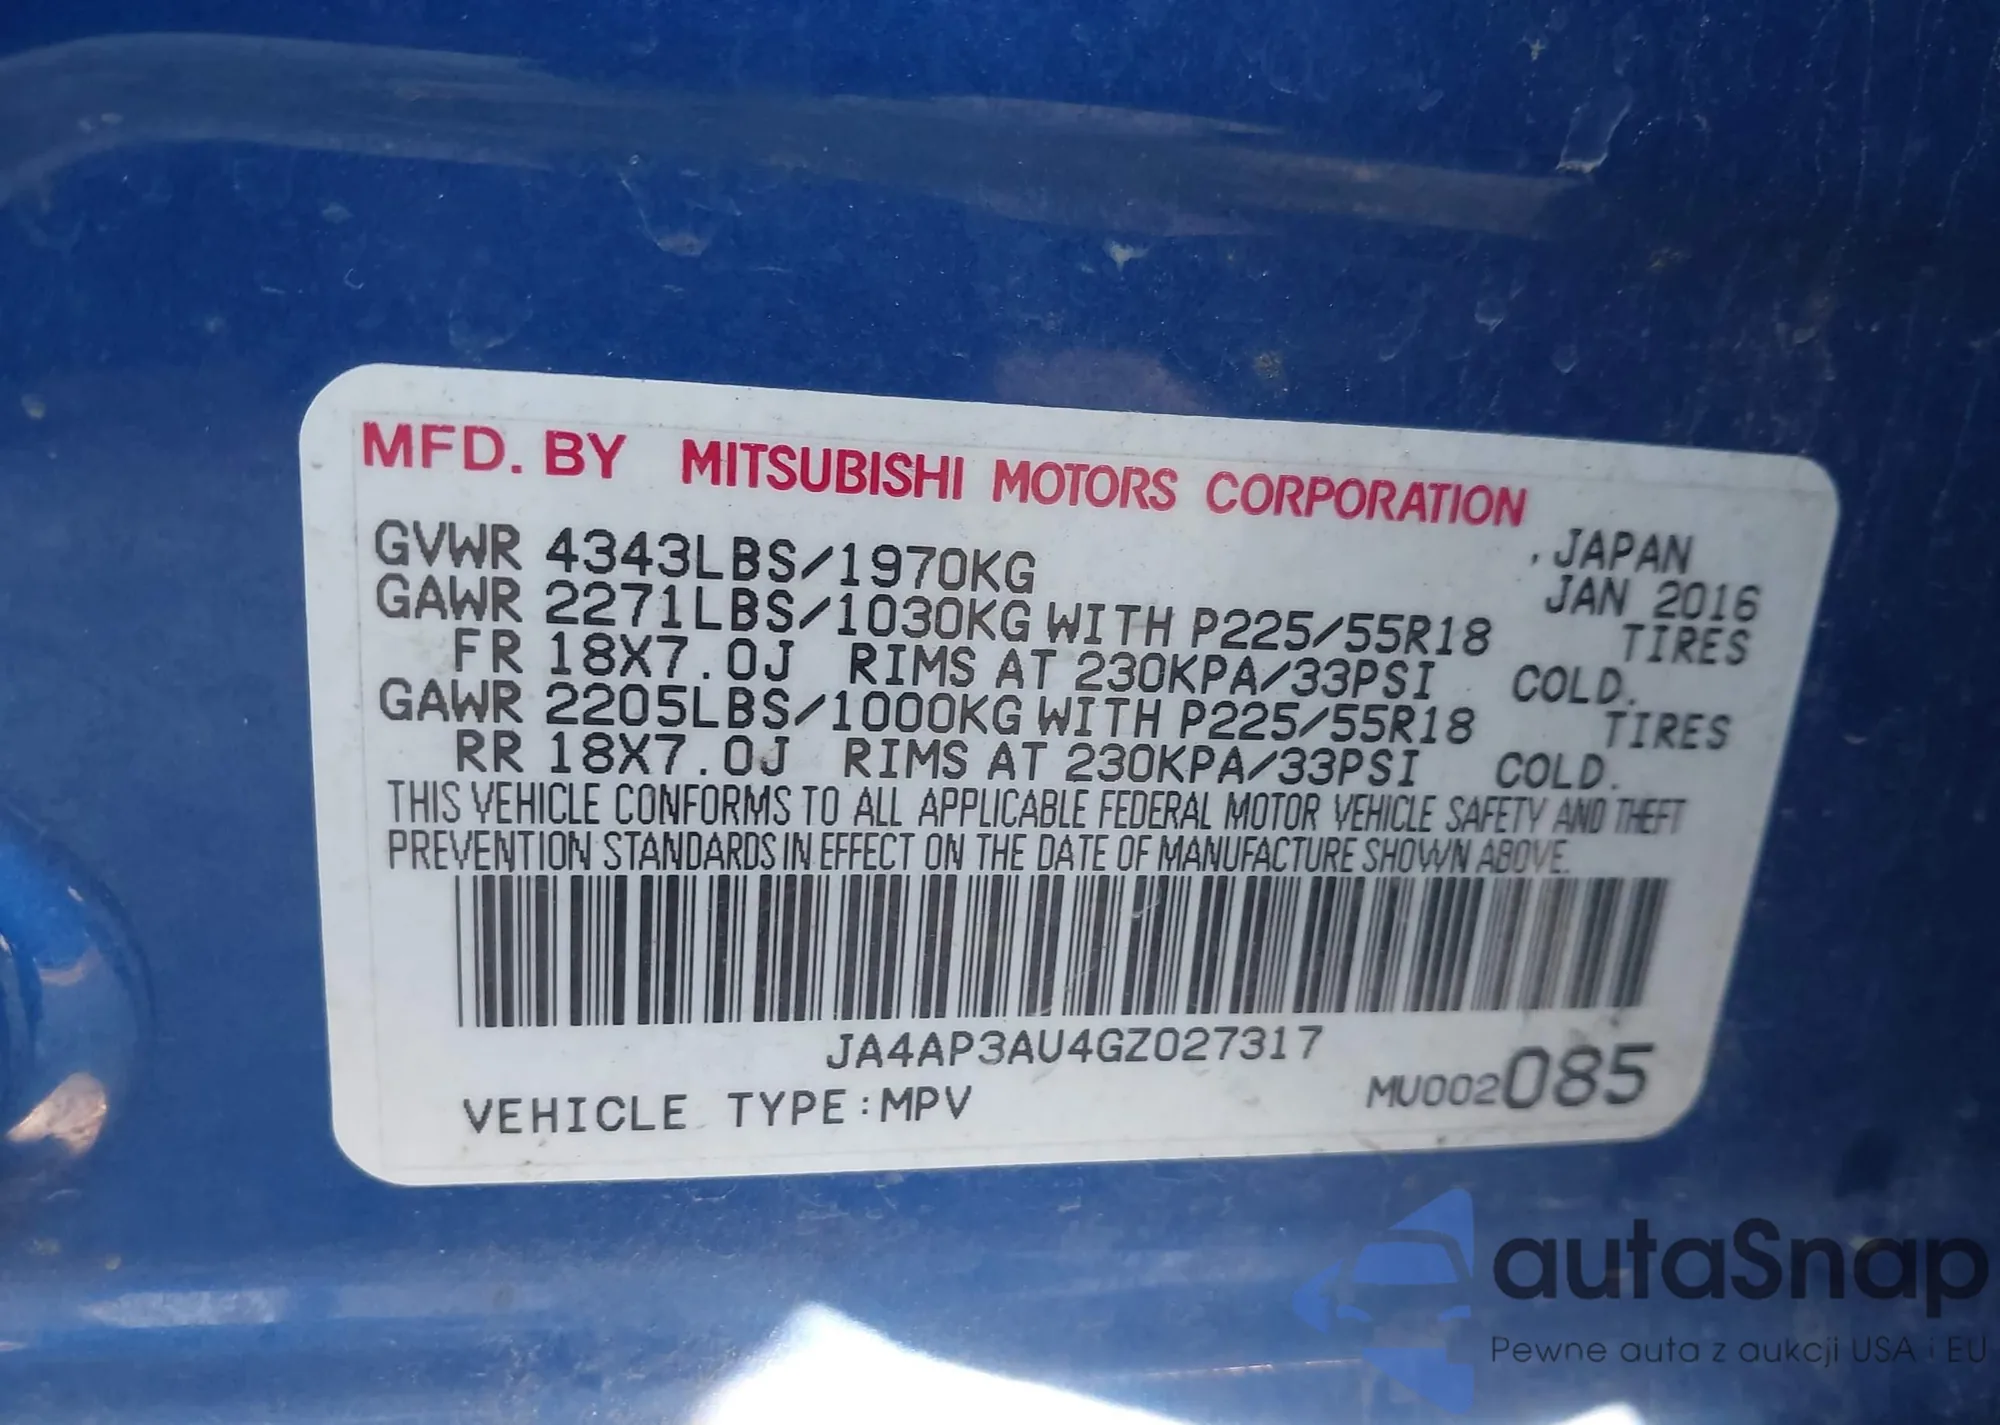 MFD. BY MITSUBISHI MOTORS CORPORATION
GVWR 4343LBS/1970KG , JAPAN
JAN 2016
GAWR 2271LBS/1030KG WITH P225/55R18 TIRES
FR 18X7.0J RIMS AT 230KPA/33PSI COLD.
GAWR 2205LBS/1000KG WITH P225/55R18 TIRES
RR 18X7.0J RIMS AT 230KPA/33PSI COLD.
THIS VEHICLE CONFORMS TO ALL APPLICABLE FEDERAL MOTOR VEHICLE SAFETY AND THEFT
PREVENTION STANDARDS IN EFFECT ON THE DATE OF MANUFACTURE SHOWN ABOVE.
JA4AP3AU4GZ027317
VEHICLE TYPE:MPV MU002085
autaSnap
Pewne auta z aukcji USA i EU